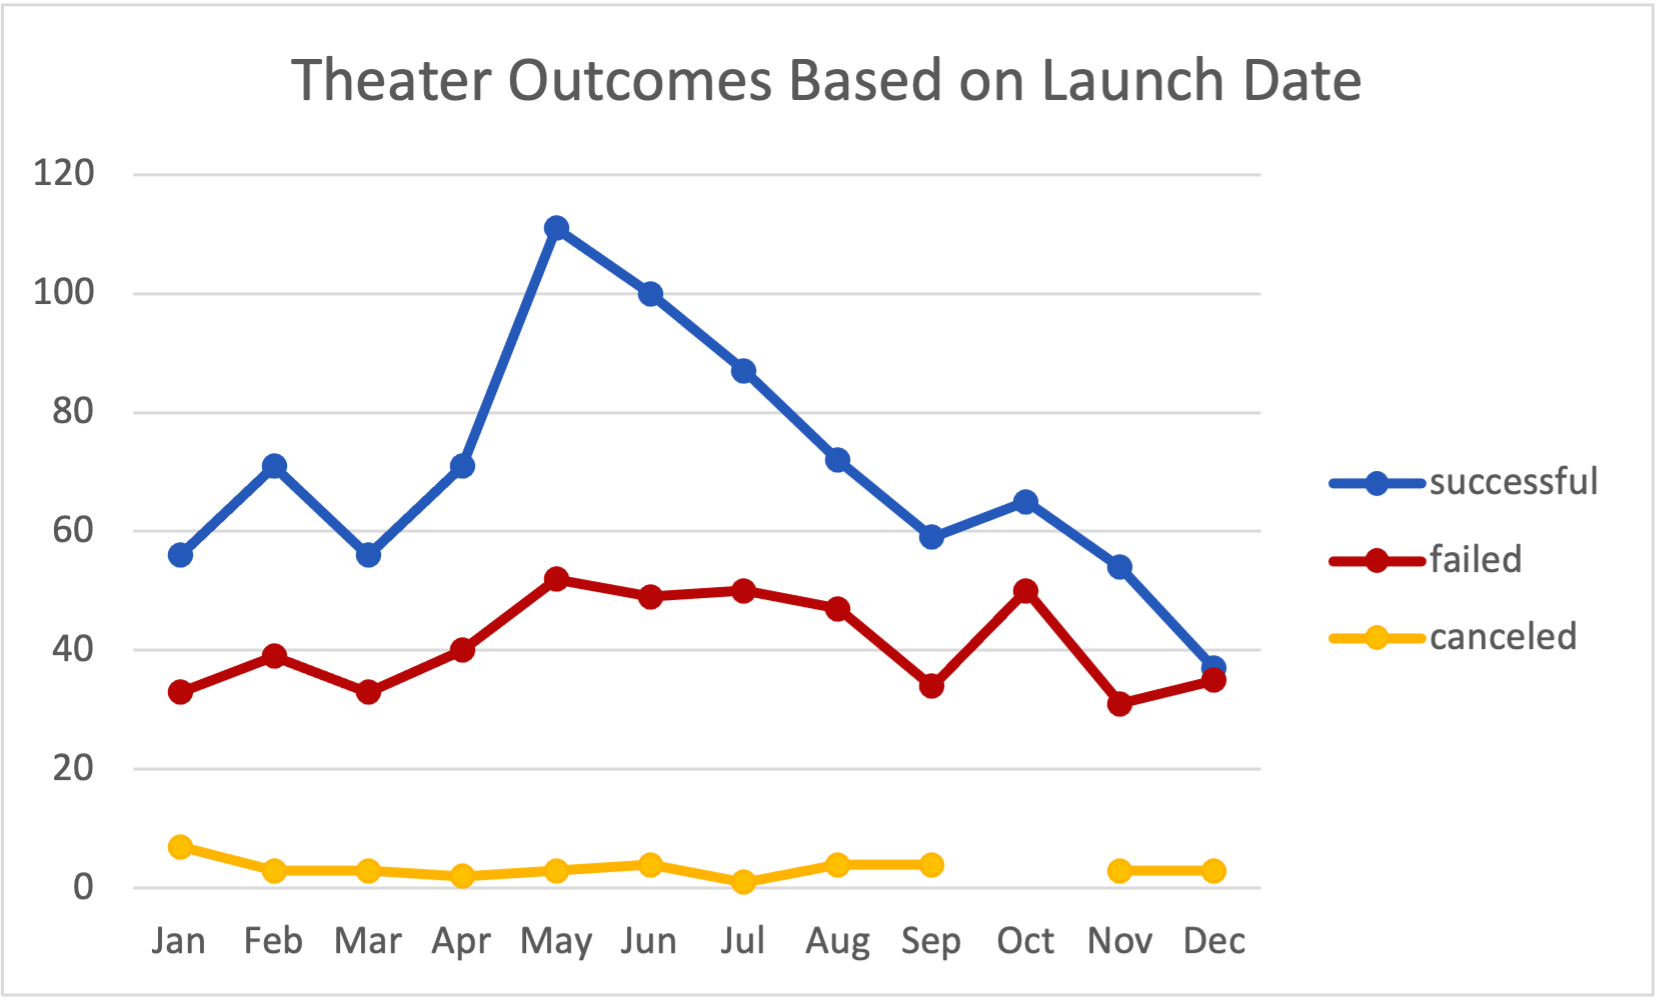 Theater Outcomes Based on Launch Date
120
100
80
60
40
20
0
Jan Feb Mar Apr May Jun Jul Aug Sep Oct Nov Dec
successful
failed
canceled